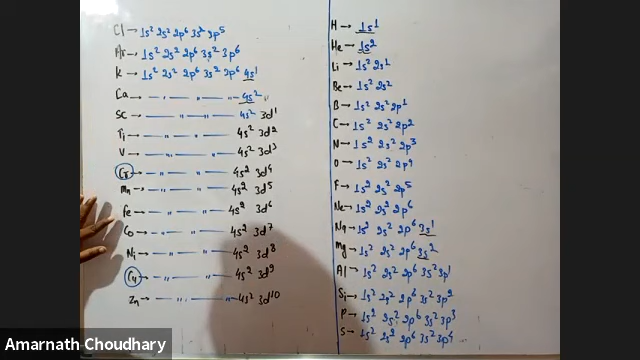 Cl → 1s² 2s² 2p⁶ 3s² 3p⁵
Ar → 1s² 2s² 2p⁶ 3s² 3p⁶
K → 1s² 2s² 2p⁶ 3s² 3p⁶ 4s¹
Ca → — " — " — 4s² "
Sc → — " — " — 4s² 3d¹
Ti → — " — " — 4s² 3d²
V → — " — " — 4s² 3d³
Cr → — " — " — 4s² 3d⁴
Mn → — " — " — 4s² 3d⁵
Fe → — " — " — 4s² 3d⁶
Co → — " — " — 4s² 3d⁷
Ni → — " — " — 4s² 3d⁸
Cu → — " — " — 4s² 3d⁹
Zn → — " — " — 4s² 3d¹⁰
H → 1s¹
He → 1s²
Li → 1s² 2s¹
Be → 1s² 2s²
B → 1s² 2s² 2p¹
C → 1s² 2s² 2p²
N → 1s² 2s² 2p³
O → 1s² 2s² 2p⁴
F → 1s² 2s² 2p⁵
Ne → 1s² 2s² 2p⁶
Na → 1s² 2s² 2p⁶ 3s¹
Mg → 1s² 2s² 2p⁶ 3s²
Al → 1s² 2s² 2p⁶ 3s² 3p¹
Si → 1s² 2s² 2p⁶ 3s² 3p²
P → 1s² 2s² 2p⁶ 3s² 3p³
S → 1s² 2s² 2p⁶ 3s² 3p⁴
Amarnath Choudhary